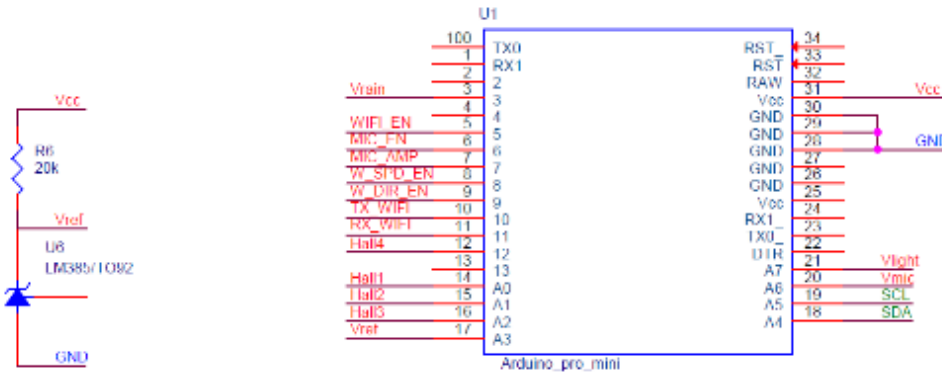 Vcc
R6
20k
Vref
U6
LM385/TO92
GND
U1
100 TX0
1 RX1
2 2
Vrain 3 3
4 4
WIFI_EN 5 5
MIC_EN 6 6
MIC_AMP 7 7
W_SPD_EN 8 8
W_DIR_EN 9 9
TX_WIFI 10 10
RX_WIFI 11 11
Hall4 12 12
13 13
Hall1 14 A0
Hall2 15 A1
Hall3 16 A2
Vref 17 A3
RST_ 34
RST 33
RAW 32
Vcc 31 Vcc
GND 30
GND 29
GND 28 GND
GND 27
GND 26
Vcc 25
RX1_ 24
TX0_ 23
DTR 22
A7 21 Vlight
A6 20 Vmic
A5 19 SCL
A4 18 SDA
Arduino_pro_mini